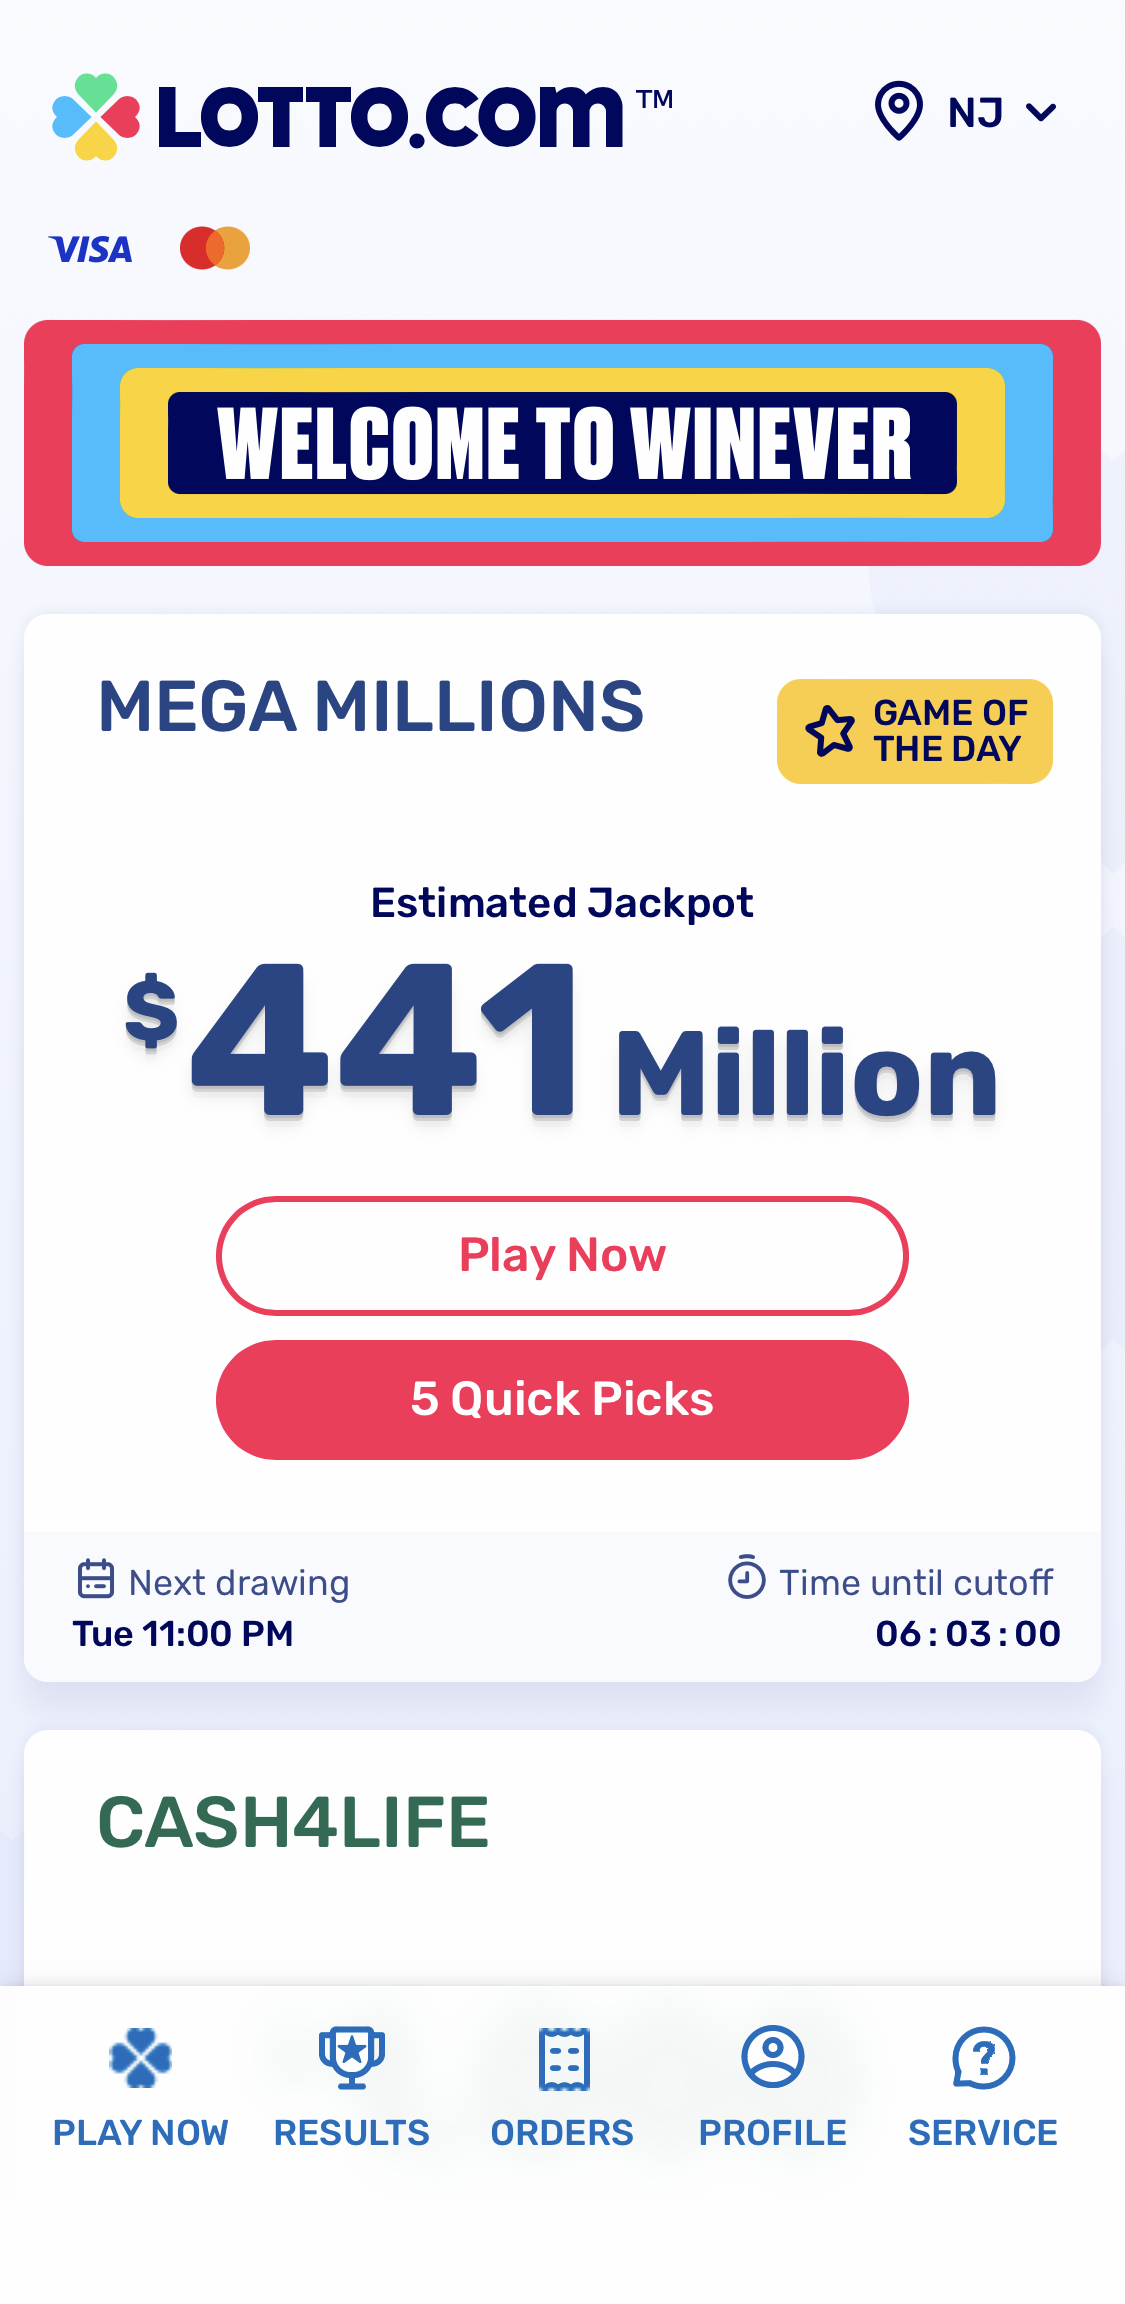 LOTTO.COM™
NJ
VISA
WELCOME TO WINEVER
MEGA MILLIONS
GAME OF
THE DAY
Estimated Jackpot
$441 Million
Play Now
5 Quick Picks
Next drawing
Time until cutoff
Tue 11:00 PM
06 : 03 : 00
CASH4LIFE
PLAY NOW
RESULTS
ORDERS
PROFILE
SERVICE